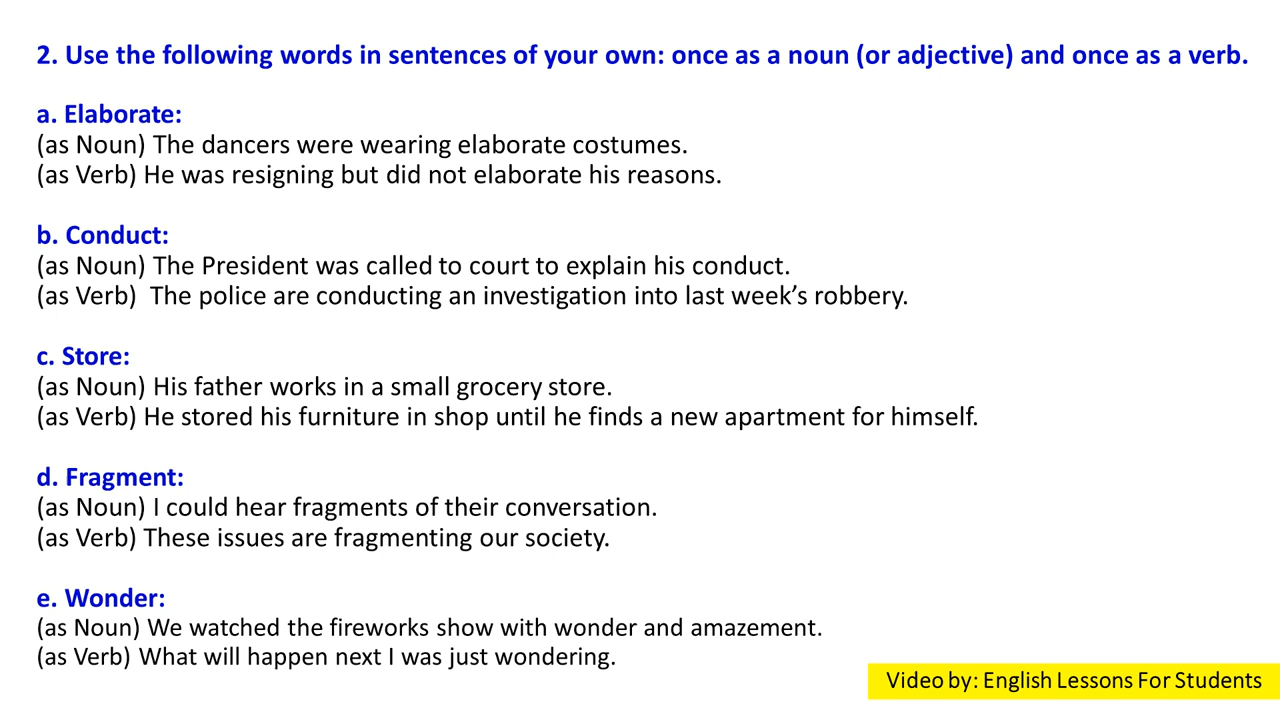 2. Use the following words in sentences of your own: once as a noun (or adjective) and once as a verb.
a. Elaborate:
(as Noun) The dancers were wearing elaborate costumes.
(as Verb) He was resigning but did not elaborate his reasons.
b. Conduct:
(as Noun) The President was called to court to explain his conduct.
(as Verb)  The police are conducting an investigation into last week’s robbery.
c. Store:
(as Noun) His father works in a small grocery store.
(as Verb) He stored his furniture in shop until he finds a new apartment for himself.
d. Fragment:
(as Noun) I could hear fragments of their conversation.
(as Verb) These issues are fragmenting our society.
e. Wonder:
(as Noun) We watched the fireworks show with wonder and amazement.
(as Verb) What will happen next I was just wondering.
Video by: English Lessons For Students